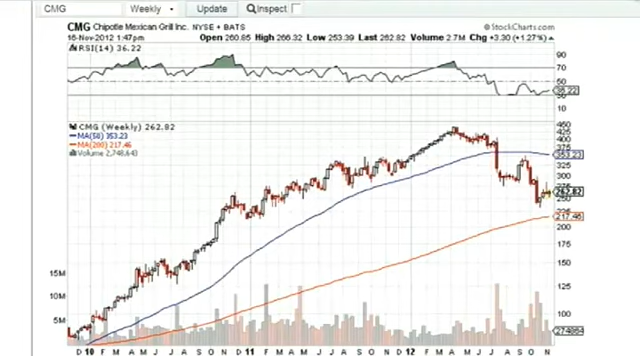 CMG Weekly Update Inspect
CMG Chipotle Mexican Grill Inc. NYSE + BATS © StockCharts.com
16-Nov-2012 1:47pm Open 260.85 High 266.32 Low 253.39 Last 262.82 Volume 2.7M Chg +3.30 (+1.27%)
RSI(14) 36.22
90
70
50
36.22
30
10
CMG (Weekly) 262.82
MA(50) 353.23
MA(200) 217.46
Volume 2,748,643
450
425
400
375
353.23
325
300
275
262.82
250
217.46
200
175
150
125
100
15M
10M
5M
D 10 F M A M J J A S O N D 11 F M A M J J A S O N D 12 F M A M J J A S O